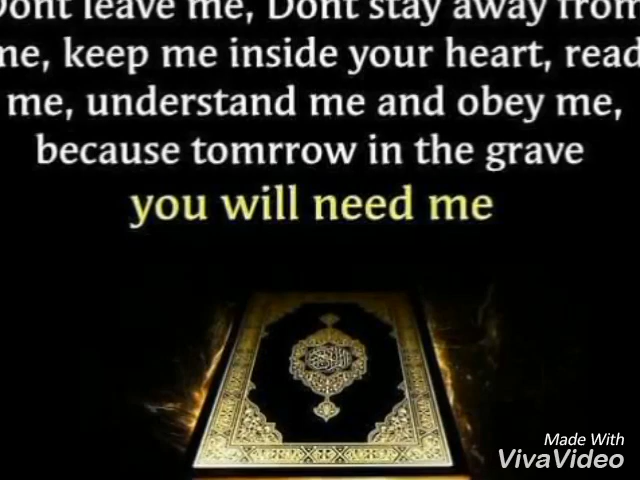 Dont leave me, Dont stay away from
me, keep me inside your heart, read
me, understand me and obey me,
because tomrrow in the grave
you will need me
Made With
VivaVideo